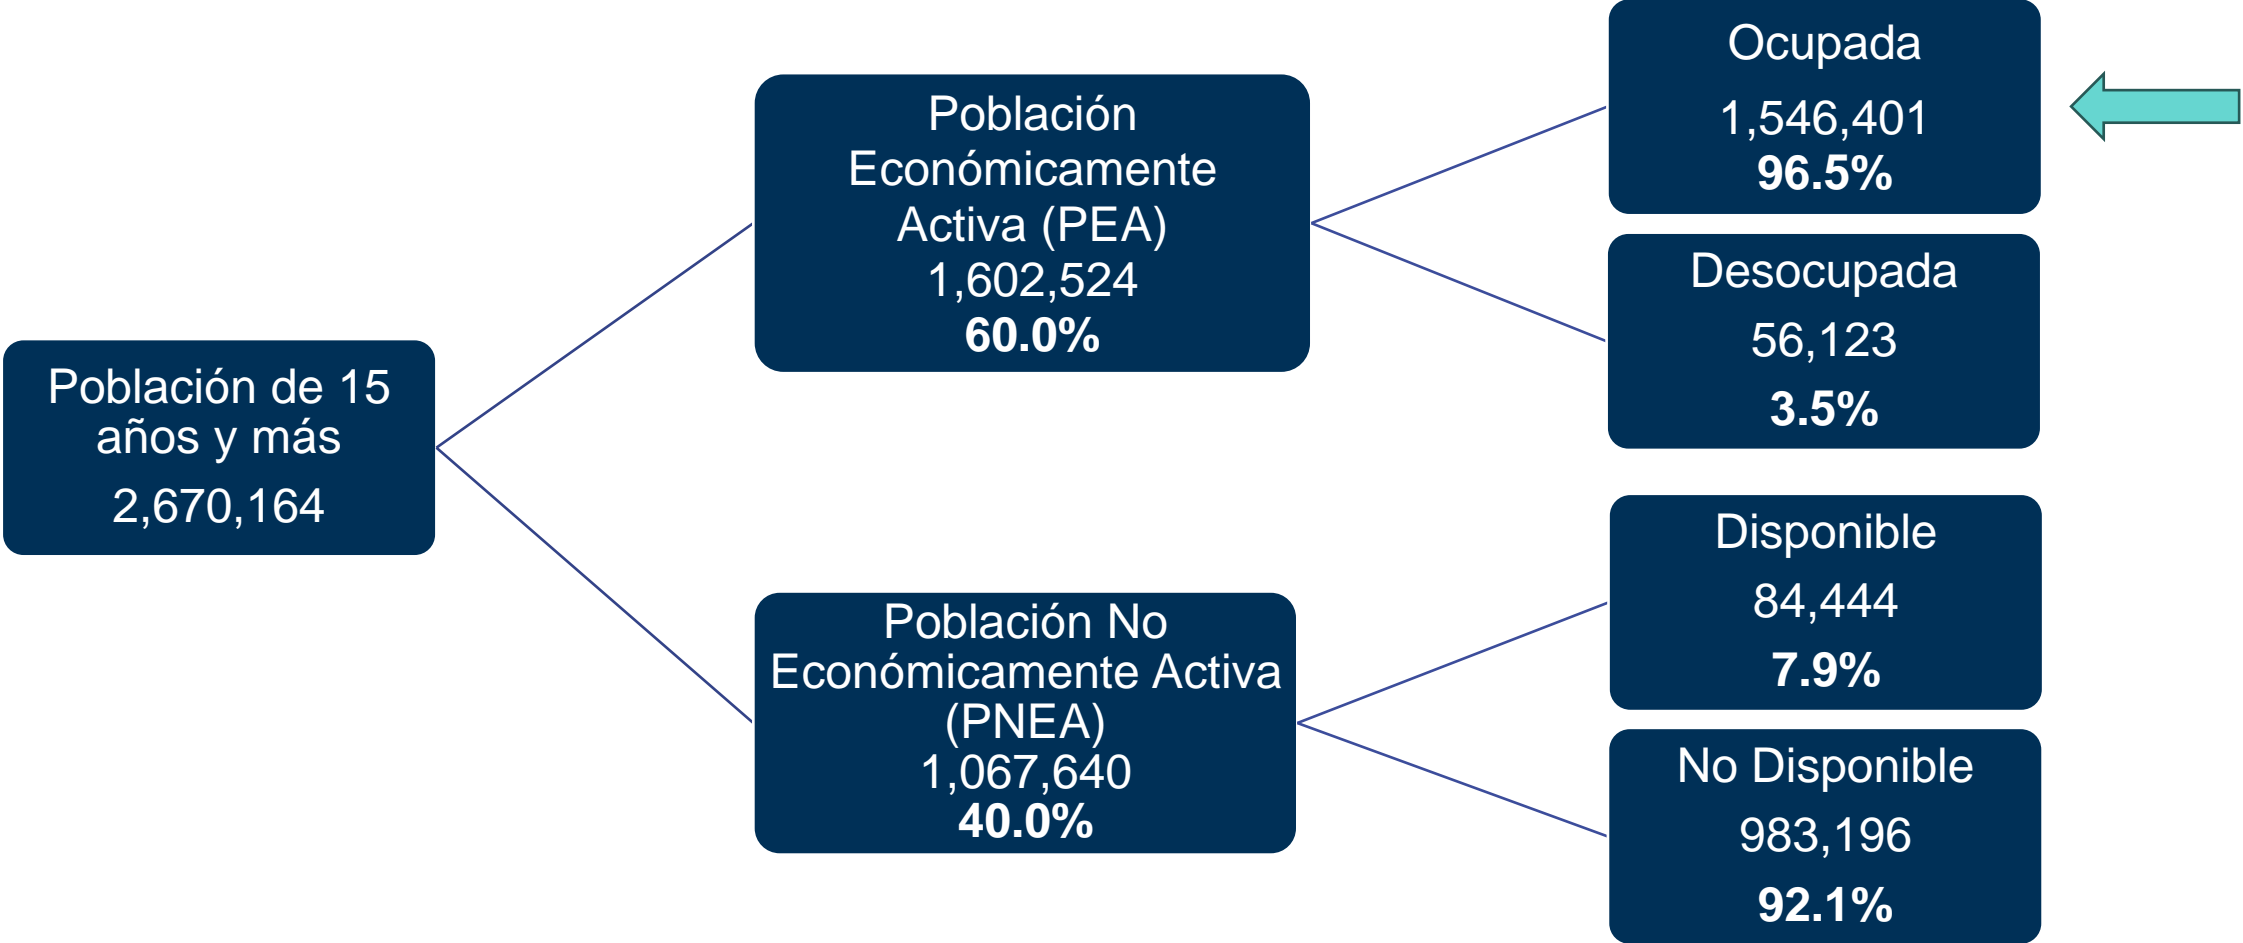 Población de 15
años y más
2,670,164
Población
Económicamente
Activa (PEA)
1,602,524
60.0%
Ocupada
1,546,401
96.5%
Desocupada
56,123
3.5%
Población No
Económicamente Activa
(PNEA)
1,067,640
40.0%
Disponible
84,444
7.9%
No Disponible
983,196
92.1%